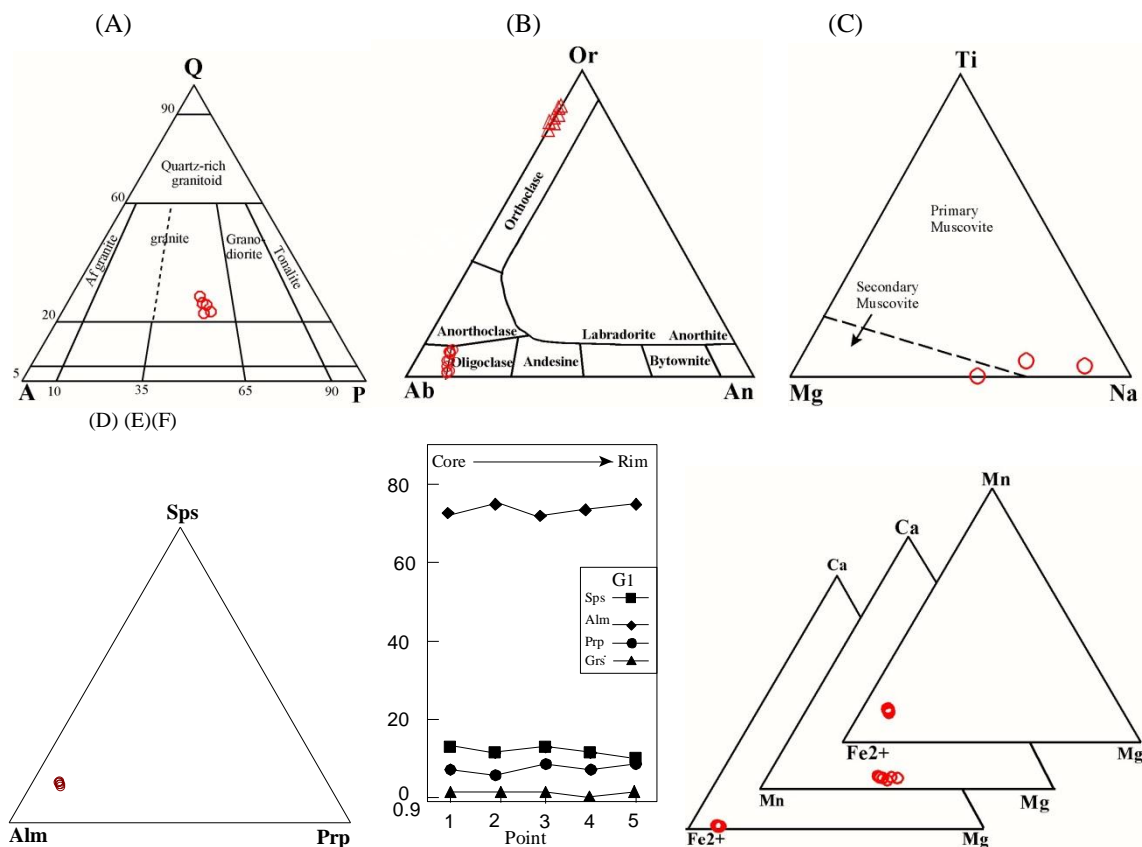 (A)
(B)
(C)
Q
90
Quartz-rich
granitoid
60
Af granite
granite
Grano-
diorite
Tonalite
20
5
A
10
35
65
90
P
Or
Orthoclase
Anorthoclase
Labradorite
Anorthite
Oligoclase
Andesine
Bytownite
Ab
An
Ti
Primary
Muscovite
Secondary
Muscovite
Mg
Na
(D) (E)(F)
Sps
Alm
Prp
Core
Rim
80
60
40
20
0
0.9
G1
Sps
Alm
Prp
Grs
1
2
3
4
5
Point
Mn
Ca
Ca
Fe2+
Mg
Mn
Mg
Fe2+
Mg